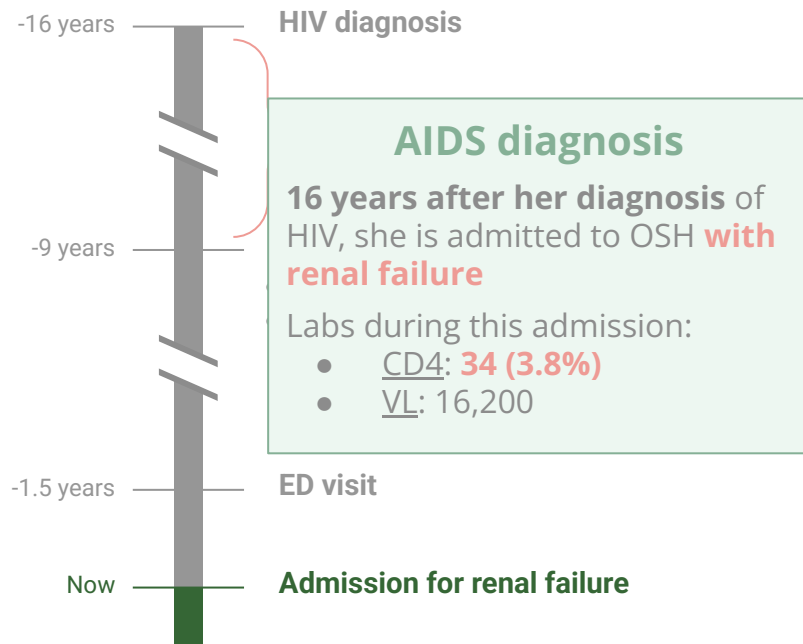 -16 years
HIV diagnosis
AIDS diagnosis
16 years after her diagnosis of
HIV, she is admitted to OSH with
renal failure
Labs during this admission:
● CD4: 34 (3.8%)
● VL: 16,200
-9 years
-1.5 years
ED visit
Now
Admission for renal failure